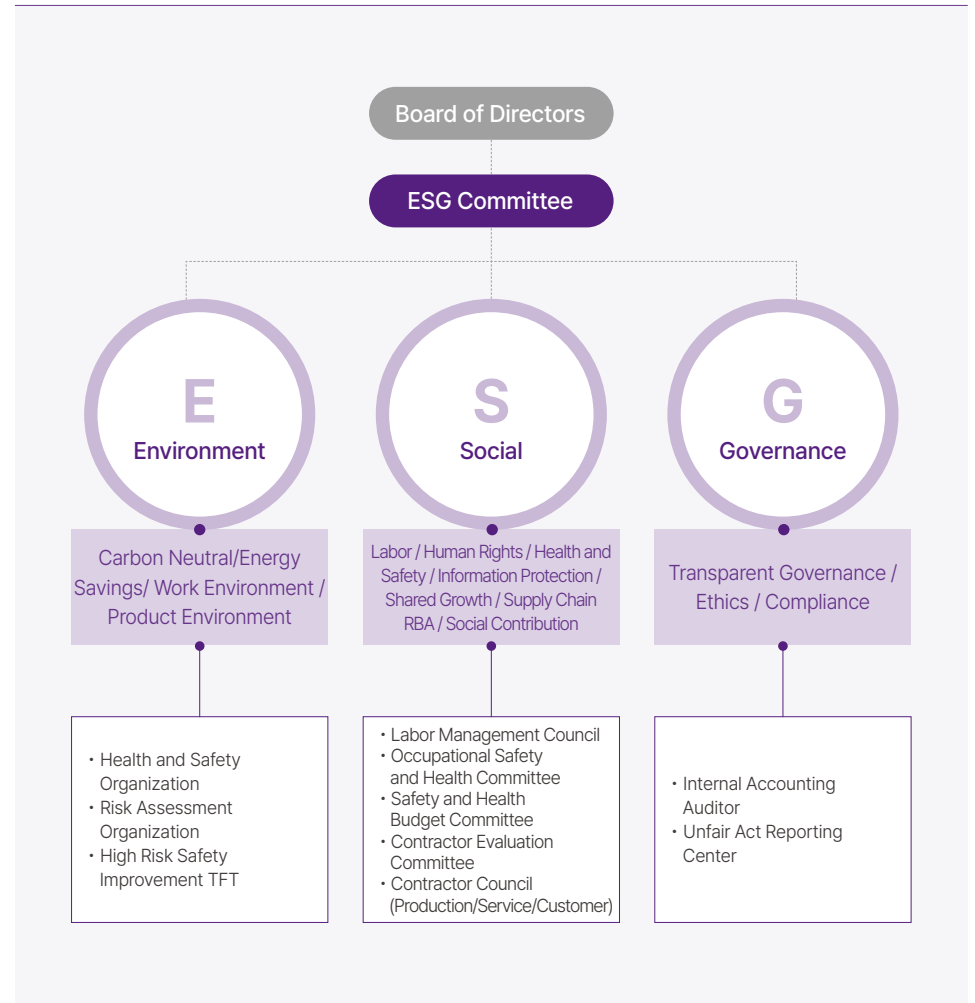 Board of Directors
ESG Committee
E
Environment
Carbon Neutral/Energy
Savings/ Work Environment /
Product Environment
• Health and Safety
Organization
• Risk Assessment
Organization
• High Risk Safety
Improvement TFT
S
Social
Labor / Human Rights / Health and
Safety / Information Protection /
Shared Growth / Supply Chain
RBA / Social Contribution
• Labor Management Council
• Occupational Safety
and Health Committee
• Safety and Health
Budget Committee
• Contractor Evaluation
Committee
• Contractor Council
(Production/Service/Customer)
G
Governance
Transparent Governance /
Ethics / Compliance
• Internal Accounting
Auditor
• Unfair Act Reporting
Center